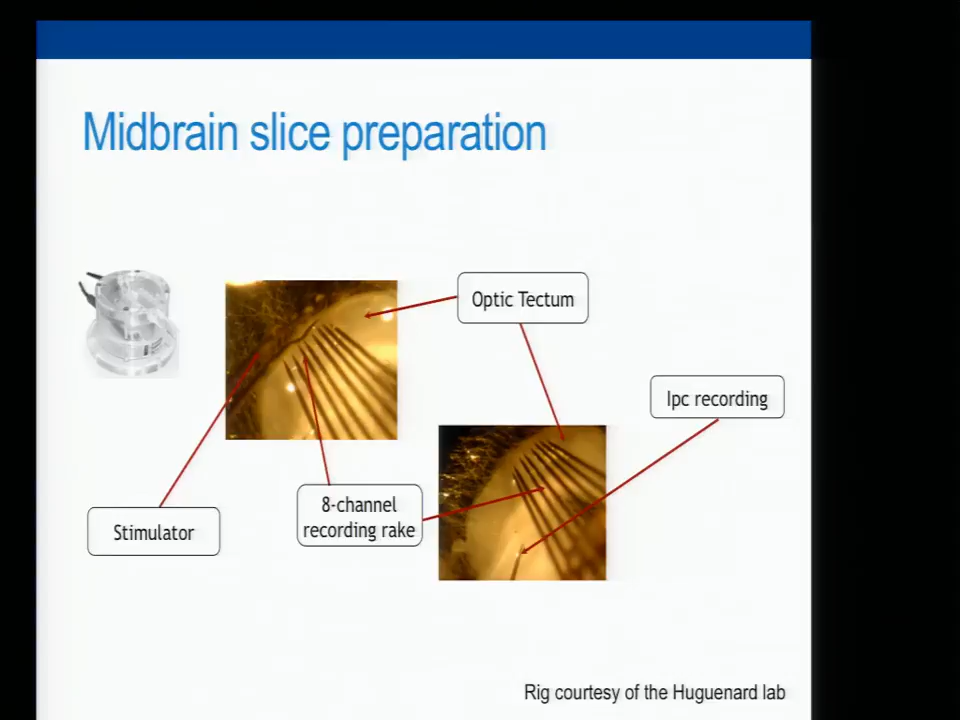 Midbrain slice preparation
Optic Tectum
Ipc recording
8-channel
recording rake
Stimulator
Rig courtesy of the Huguenard lab